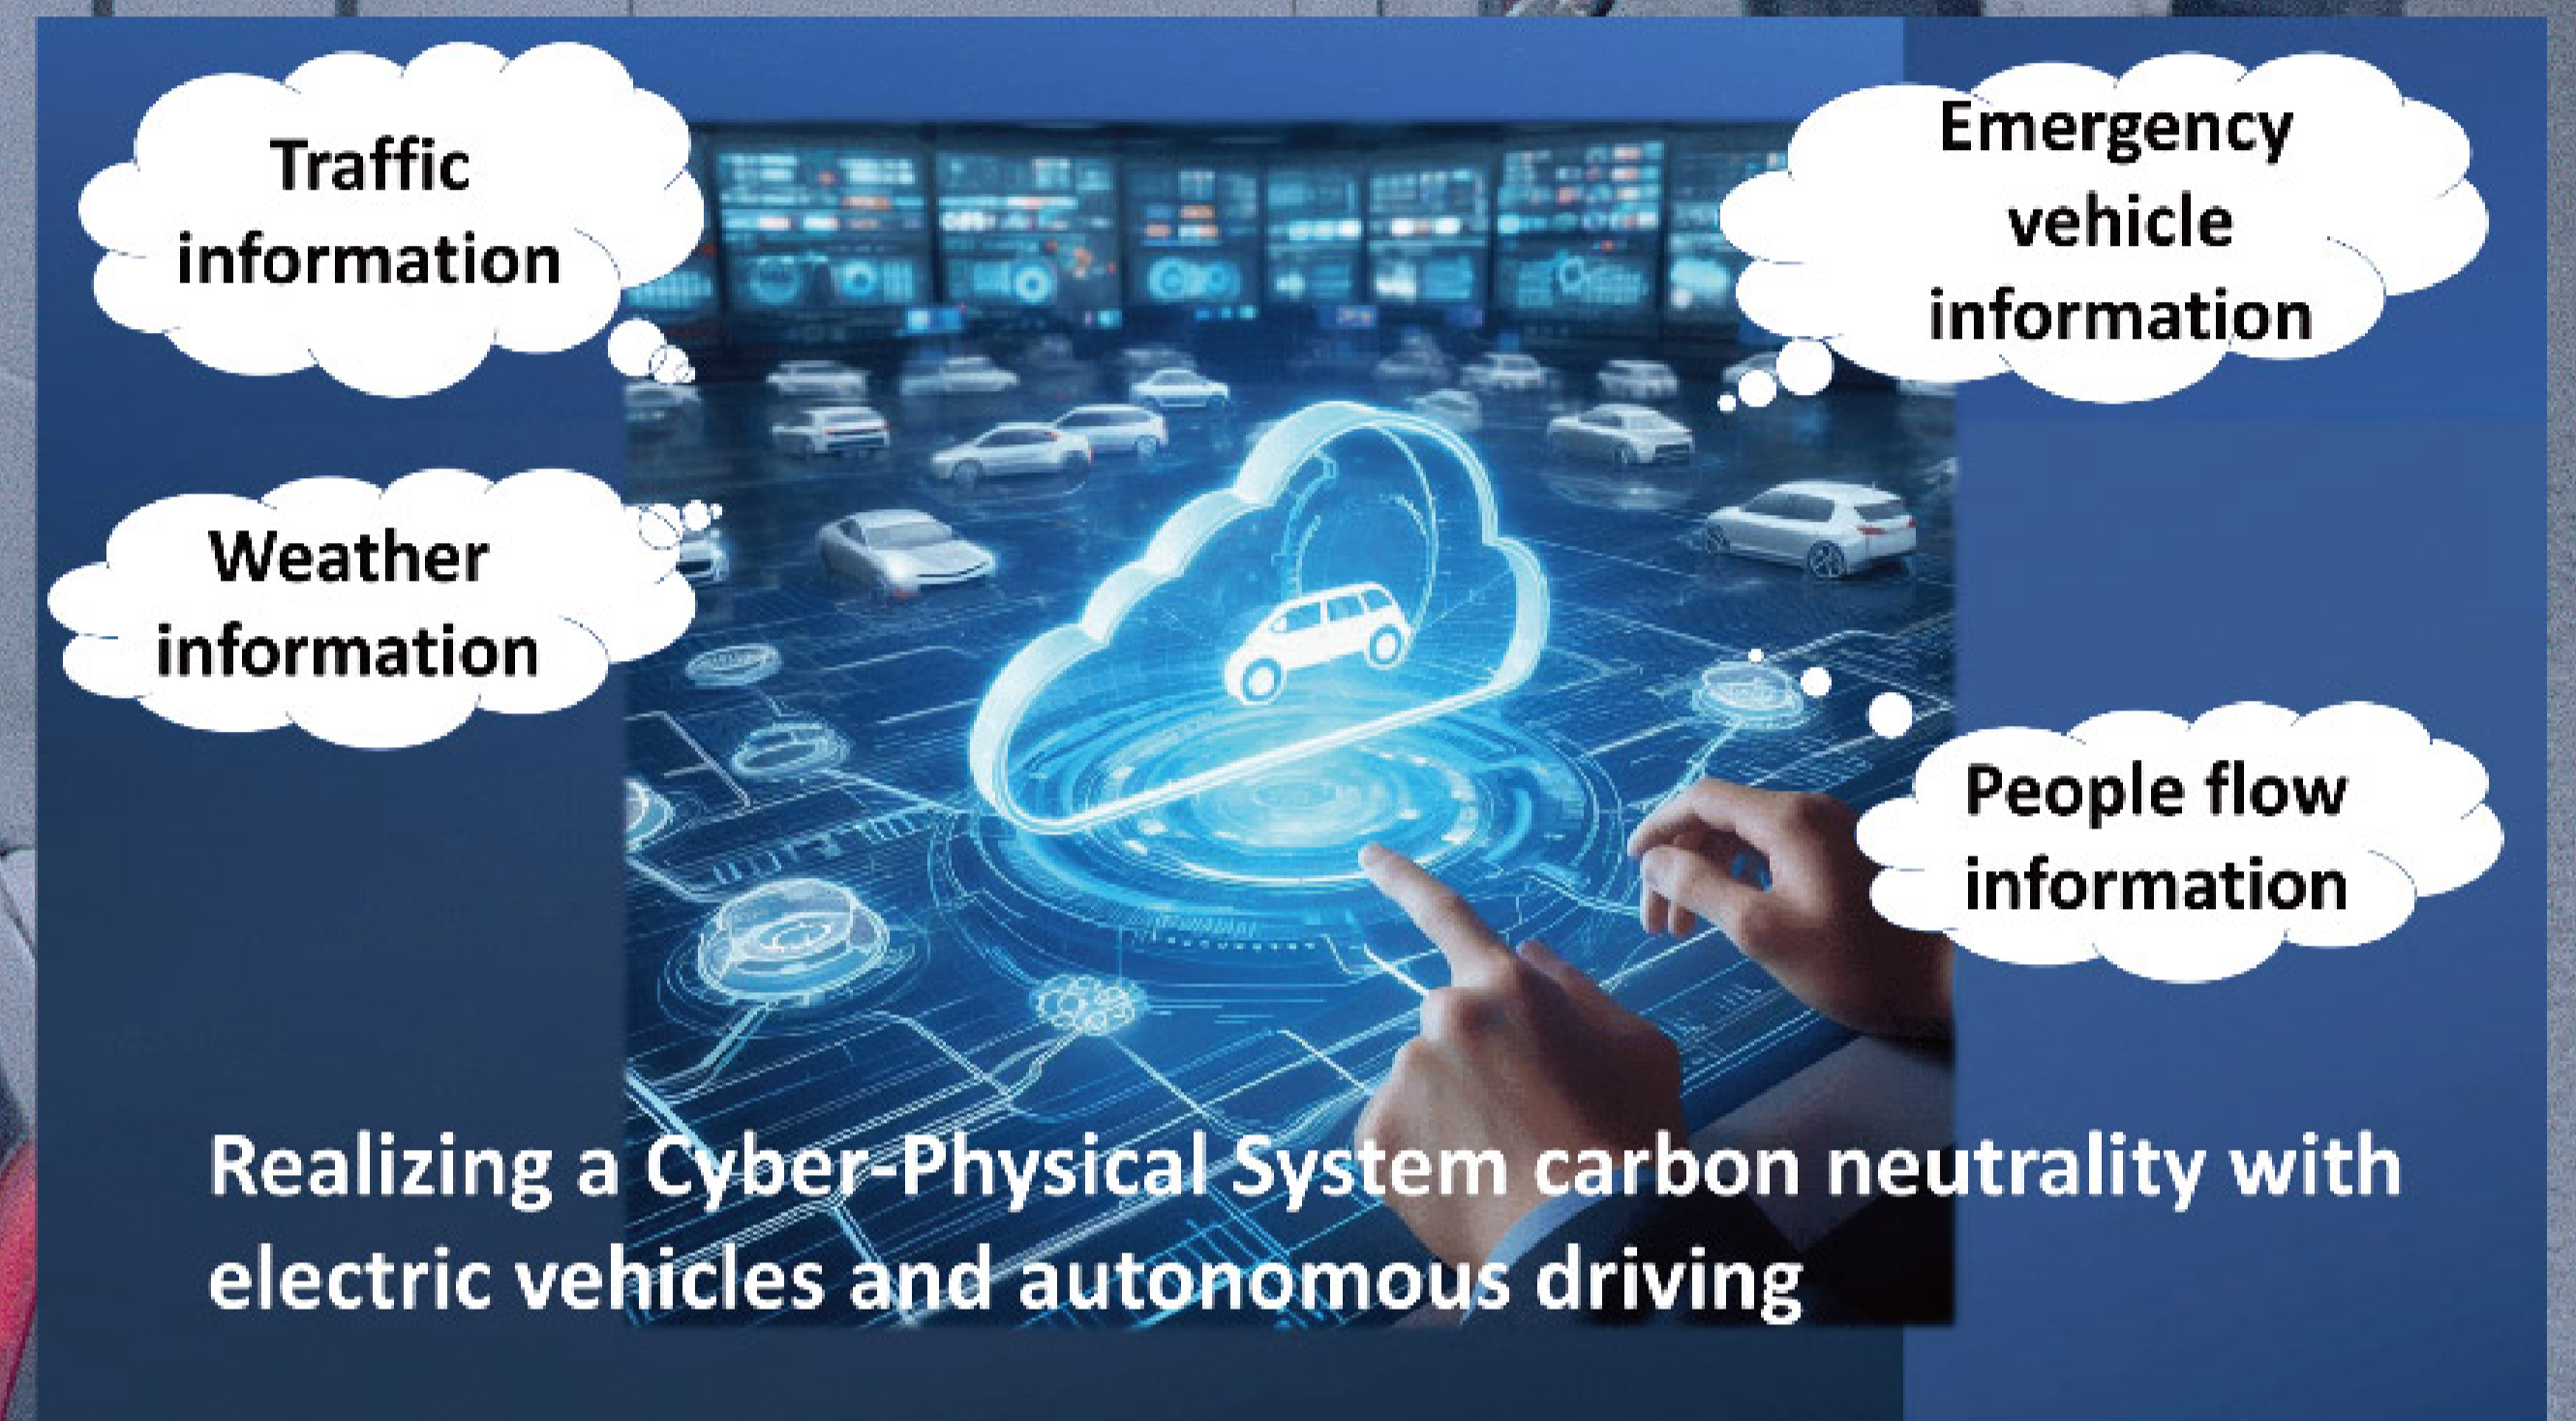 Traffic
information
Emergency
vehicle
information
Weather
information
People flow
information
Realizing a Cyber-Physical System carbon neutrality with
electric vehicles and autonomous driving